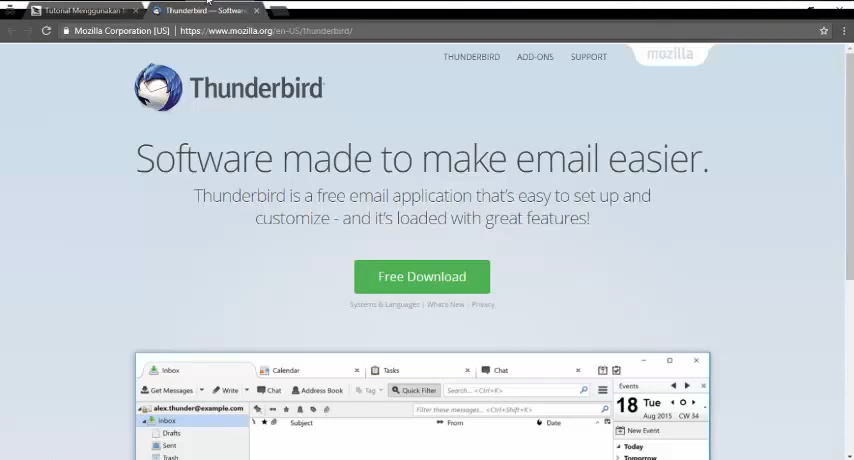 Tutorial Menggunakan
Thunderbird — Softwar
Mozilla Corporation [US] | https://www.mozilla.org/en-US/thunderbird/
THUNDERBIRD ADD-ONS SUPPORT mozilla
Thunderbird
Software made to make email easier.
Thunderbird is a free email application that's easy to set up and
customize - and it's loaded with great features!
Free Download
Systems & Languages | What's New | Privacy
Inbox Calendar Tasks Chat
Get Messages Write Chat Address Book Tag Quick Filter Search... <Ctrl+K> Events
alex.thunder@example.com Filter these messages... <Ctrl+Shift+K> 18 Tue
Aug 2015 CW 34
Inbox Subject From Date New Event
Drafts
Sent Today
Trash Tomorrow